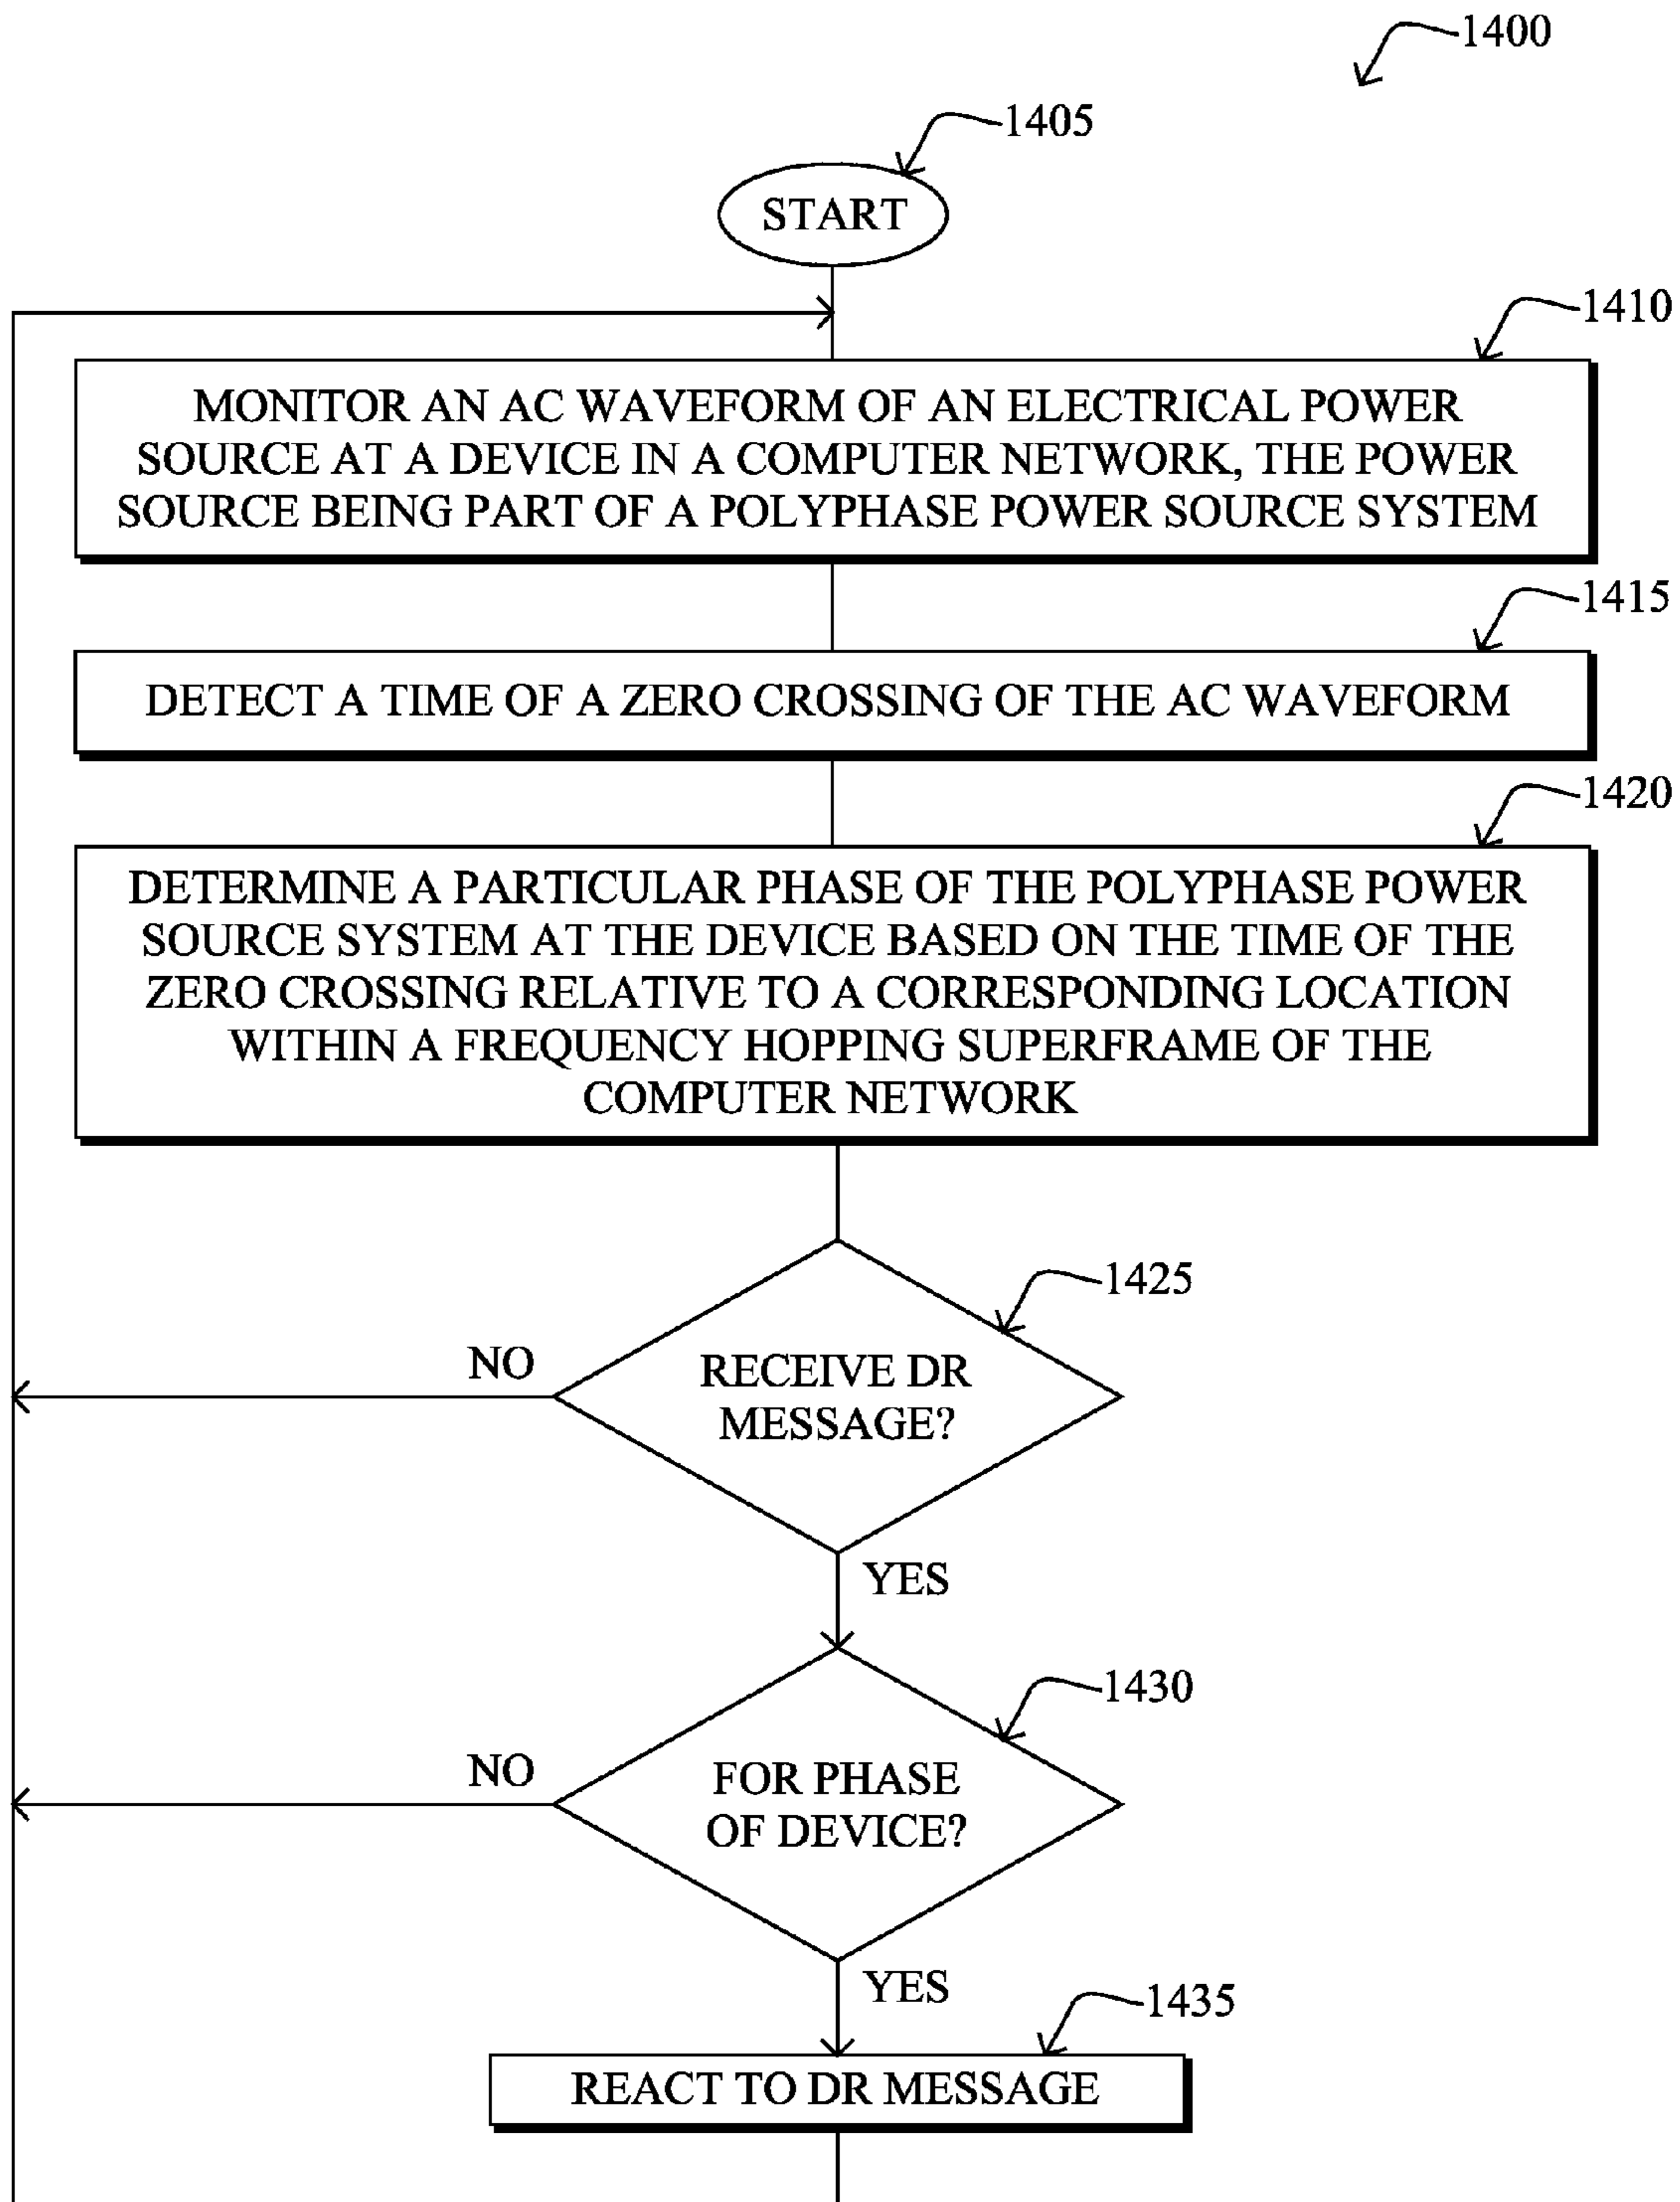 1400
1405
START
1410
MONITOR AN AC WAVEFORM OF AN ELECTRICAL POWER
SOURCE AT A DEVICE IN A COMPUTER NETWORK, THE POWER
SOURCE BEING PART OF A POLYPHASE POWER SOURCE SYSTEM
1415
DETECT A TIME OF A ZERO CROSSING OF THE AC WAVEFORM
1420
DETERMINE A PARTICULAR PHASE OF THE POLYPHASE POWER
SOURCE SYSTEM AT THE DEVICE BASED ON THE TIME OF THE
ZERO CROSSING RELATIVE TO A CORRESPONDING LOCATION
WITHIN A FREQUENCY HOPPING SUPERFRAME OF THE
COMPUTER NETWORK
1425
NO
RECEIVE DR
MESSAGE?
YES
1430
NO
FOR PHASE
OF DEVICE?
YES
1435
REACT TO DR MESSAGE